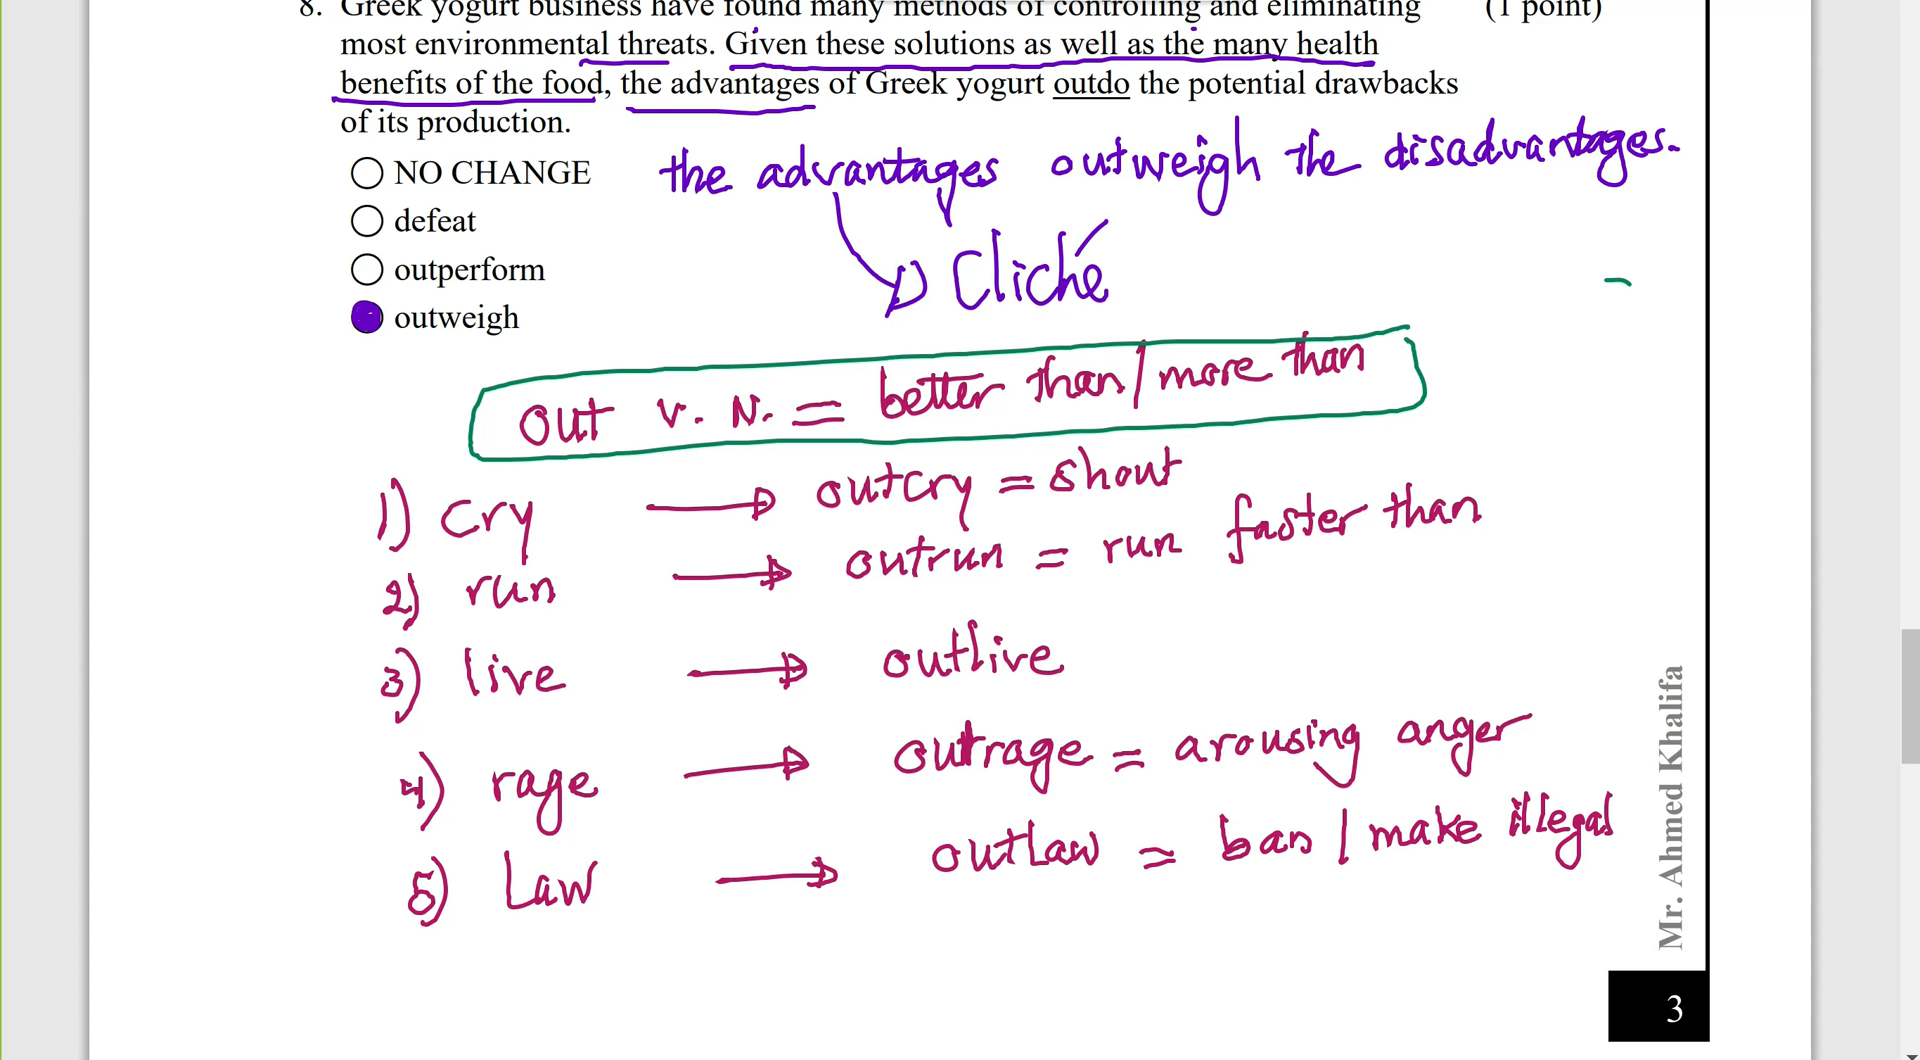 8. Greek yogurt business have found many methods of controlling and eliminating (1 point)
most environmental threats. Given these solutions as well as the many health
benefits of the food, the advantages of Greek yogurt outdo the potential drawbacks
of its production.
NO CHANGE
defeat
outperform
outweigh
the advantages outweigh the disadvantages.
Cliché
out v. N. = better than/more than
1) cry outcry = shout
2) run outrun = run faster than
3) live outlive
4) rage outrage = arousing anger
5) Law outlaw = ban / make illegal
Mr. Ahmed Khalifa
3